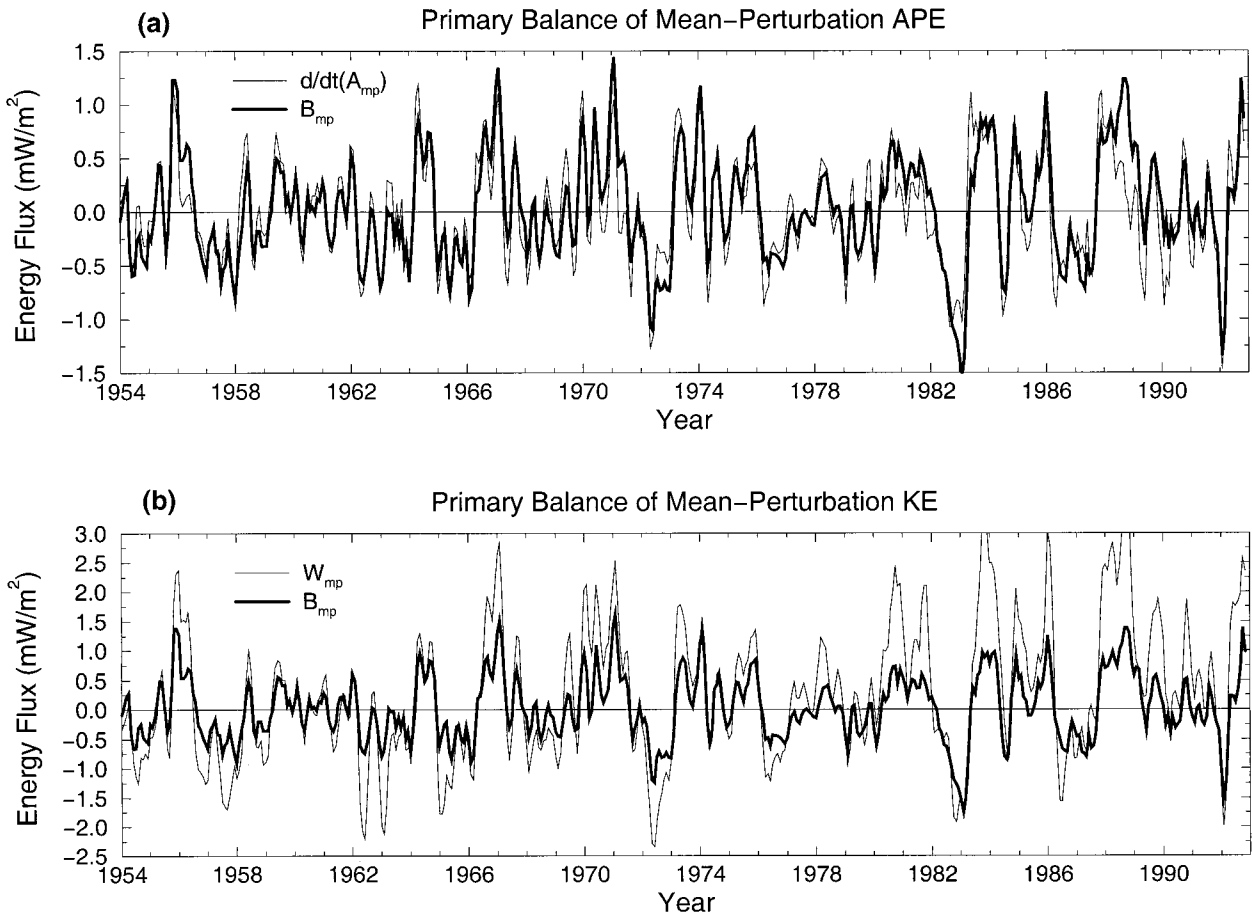 (a) Primary Balance of Mean−Perturbation APE
Energy Flux (mW/m²)
1.5
1.0
0.5
0.0
−0.5
−1.0
−1.5
d/dt(A_mp)
B_mp
1954 1958 1962 1966 1970 1974 1978 1982 1986 1990
Year
(b) Primary Balance of Mean−Perturbation KE
Energy Flux (mW/m²)
3.0
2.5
2.0
1.5
1.0
0.5
0.0
−0.5
−1.0
−1.5
−2.0
−2.5
W_mp
B_mp
1954 1958 1962 1966 1970 1974 1978 1982 1986 1990
Year